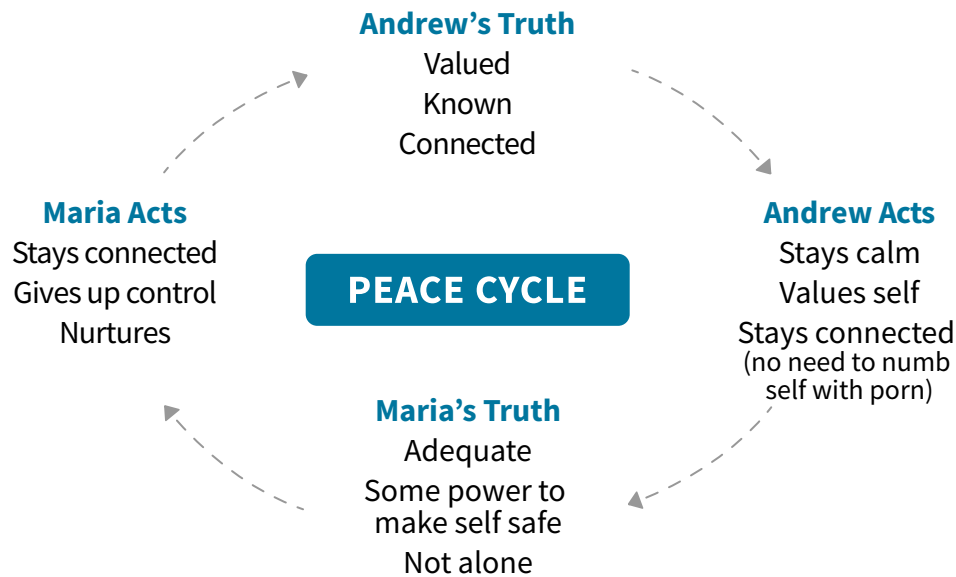 Andrew’s Truth
Valued
Known
Connected
Andrew Acts
Stays calm
Values self
Stays connected
(no need to numb
self with porn)
Maria’s Truth
Adequate
Some power to
make self safe
Not alone
Maria Acts
Stays connected
Gives up control
Nurtures
PEACE CYCLE